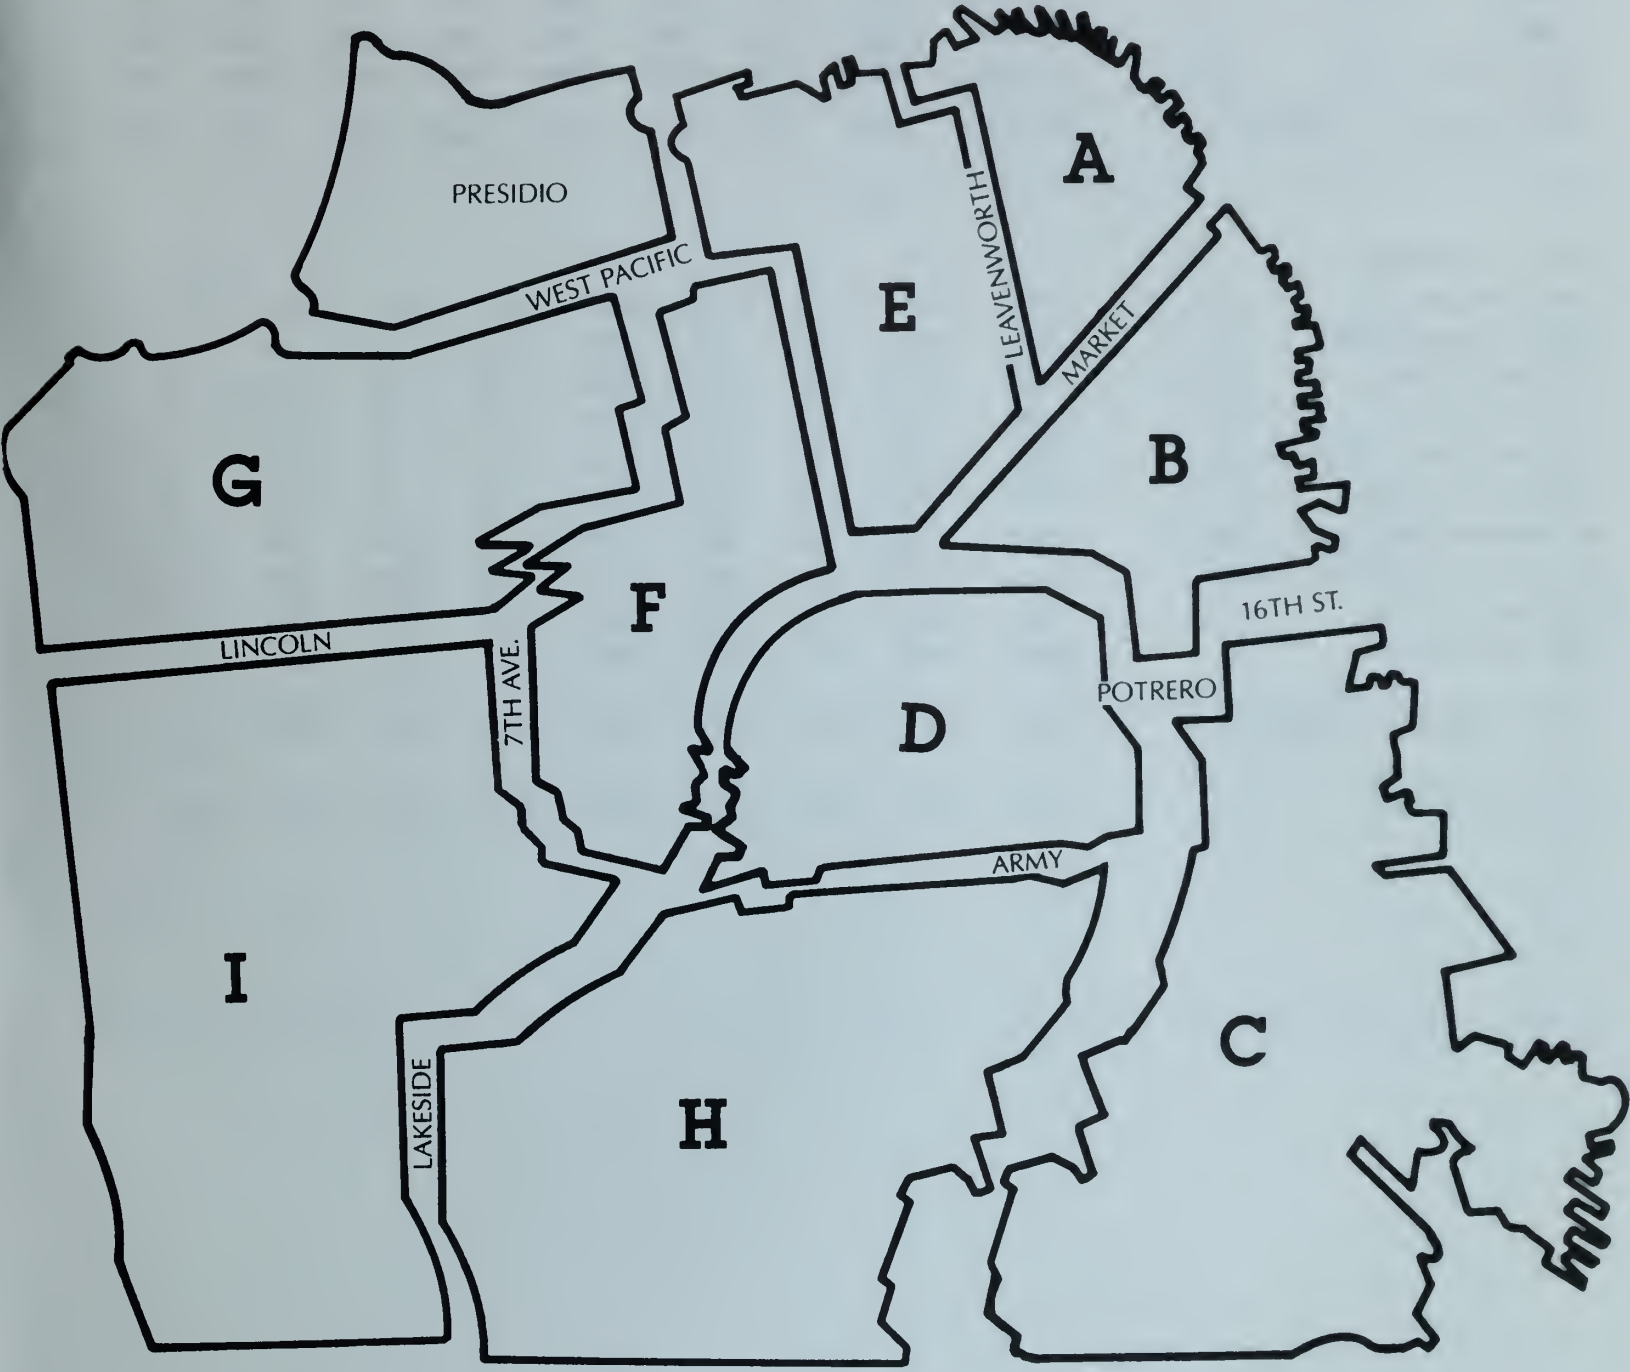 PRESIDIO
A
LEAVENWORTH
WEST PACIFIC
E
MARKET
B
G
F
16TH ST.
LINCOLN
7TH AVE.
POTRERO
D
ARMY
I
C
LAKESIDE
H